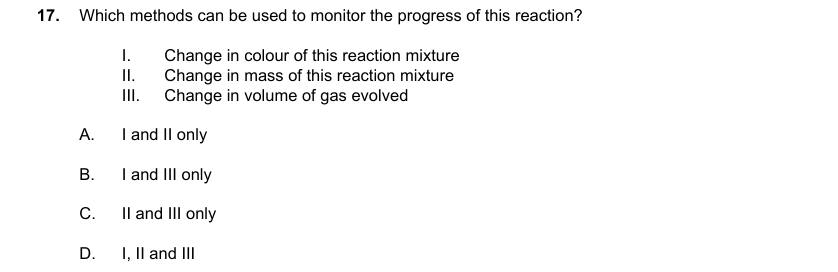 17. Which methods can be used to monitor the progress of this reaction?
I. Change in colour of this reaction mixture
II. Change in mass of this reaction mixture
III. Change in volume of gas evolved
A. I and II only
B. I and III only
C. II and III only
D. I, II and III